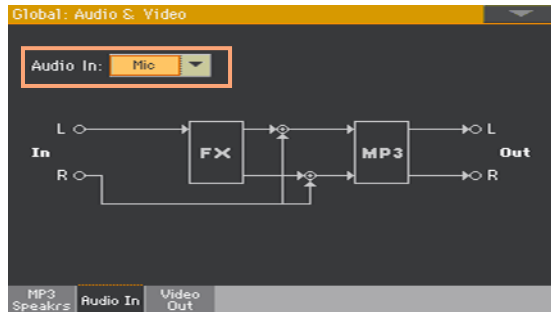 Global: Audio & Video
Audio In: Mic
L
L
In
FX
MP3
Out
R
R
MP3 Speakrs
Audio In
Video Out